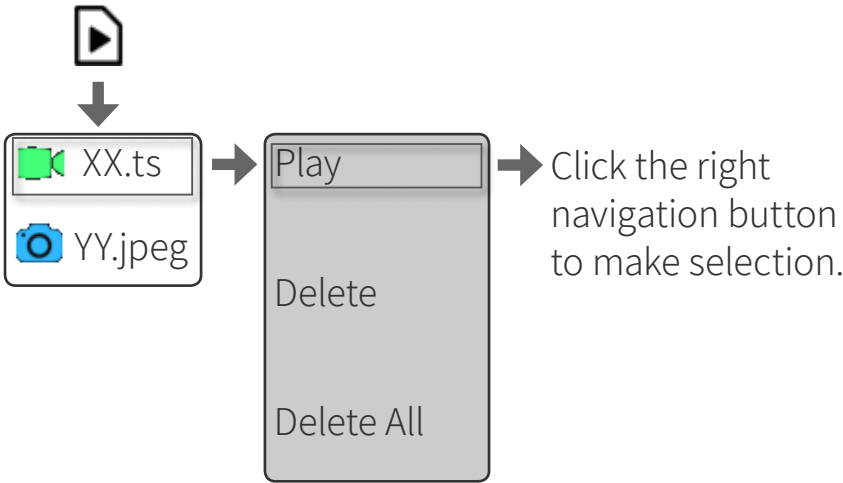 XX.ts
YY.jpeg
Play
Delete
Delete All
Click the right
navigation button
to make selection.